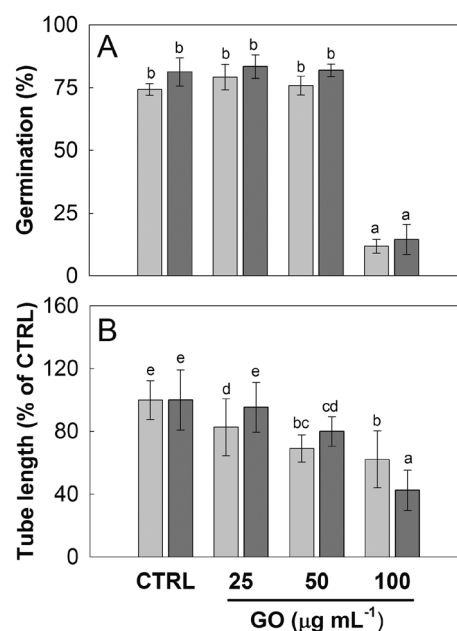 A
Germination (%)
100
75
50
25
0
b b b b b b a a
B
Tube length (% of CTRL)
160
120
80
40
0
e e d e bc cd b a
CTRL 25 50 100
GO (μg mL⁻¹)